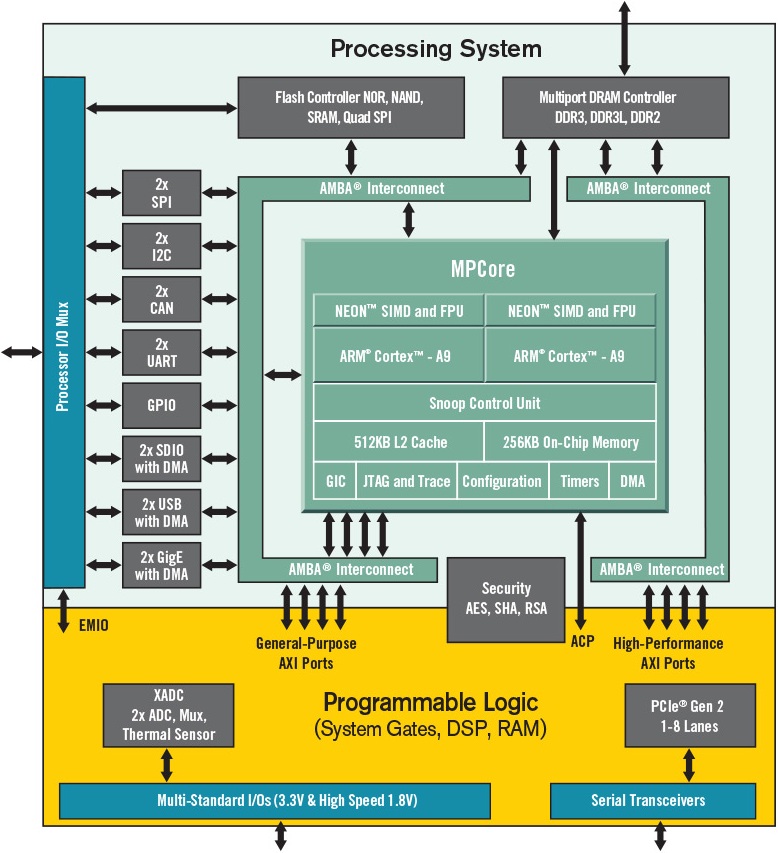 Processing System
Flash Controller NOR, NAND,
SRAM, Quad SPI
Multiport DRAM Controller
DDR3, DDR3L, DDR2
Processor I/O Mux
2x
SPI
2x
I2C
2x
CAN
2x
UART
GPIO
2x SDIO
with DMA
2x USB
with DMA
2x GigE
with DMA
AMBA® Interconnect
AMBA® Interconnect
MPCore
NEON™ SIMD and FPU
NEON™ SIMD and FPU
ARM® Cortex™ - A9
ARM® Cortex™ - A9
Snoop Control Unit
512KB L2 Cache
256KB On-Chip Memory
GIC
JTAG and Trace
Configuration
Timers
DMA
AMBA® Interconnect
AMBA® Interconnect
Security
AES, SHA, RSA
EMIO
General-Purpose
AXI Ports
ACP
High-Performance
AXI Ports
Programmable Logic
(System Gates, DSP, RAM)
XADC
2x ADC, Mux,
Thermal Sensor
PCIe® Gen 2
1-8 Lanes
Multi-Standard I/Os (3.3V & High Speed 1.8V)
Serial Transceivers